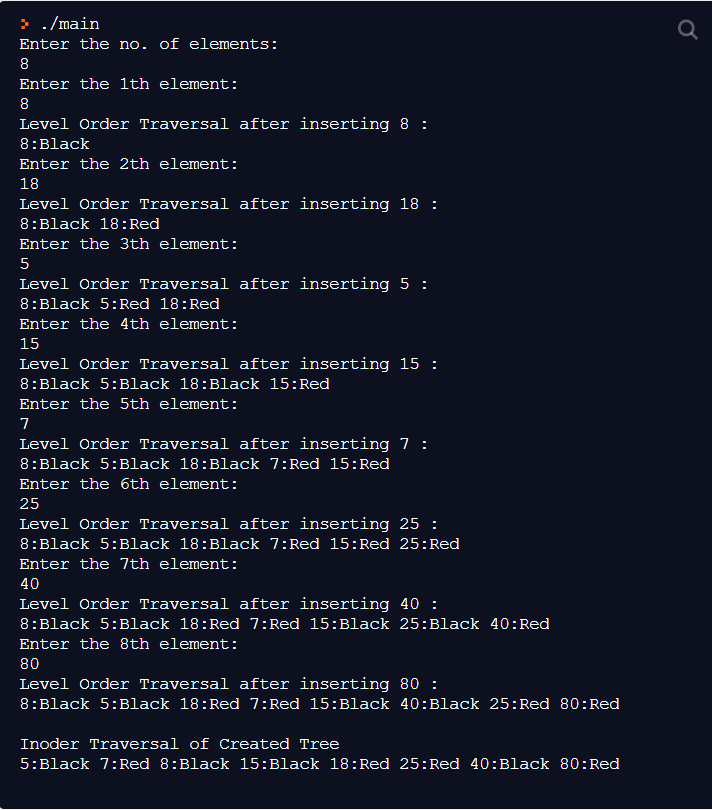 > ./main
Enter the no. of elements:
8
Enter the 1th element:
8
Level Order Traversal after inserting 8 :
8:Black
Enter the 2th element:
18
Level Order Traversal after inserting 18 :
8:Black 18:Red
Enter the 3th element:
5
Level Order Traversal after inserting 5 :
8:Black 5:Red 18:Red
Enter the 4th element:
15
Level Order Traversal after inserting 15 :
8:Black 5:Black 18:Black 15:Red
Enter the 5th element:
7
Level Order Traversal after inserting 7 :
8:Black 5:Black 18:Black 7:Red 15:Red
Enter the 6th element:
25
Level Order Traversal after inserting 25 :
8:Black 5:Black 18:Black 7:Red 15:Red 25:Red
Enter the 7th element:
40
Level Order Traversal after inserting 40 :
8:Black 5:Black 18:Red 7:Red 15:Black 25:Black 40:Red
Enter the 8th element:
80
Level Order Traversal after inserting 80 :
8:Black 5:Black 18:Red 7:Red 15:Black 40:Black 25:Red 80:Red
Inoder Traversal of Created Tree
5:Black 7:Red 8:Black 15:Black 18:Red 25:Red 40:Black 80:Red